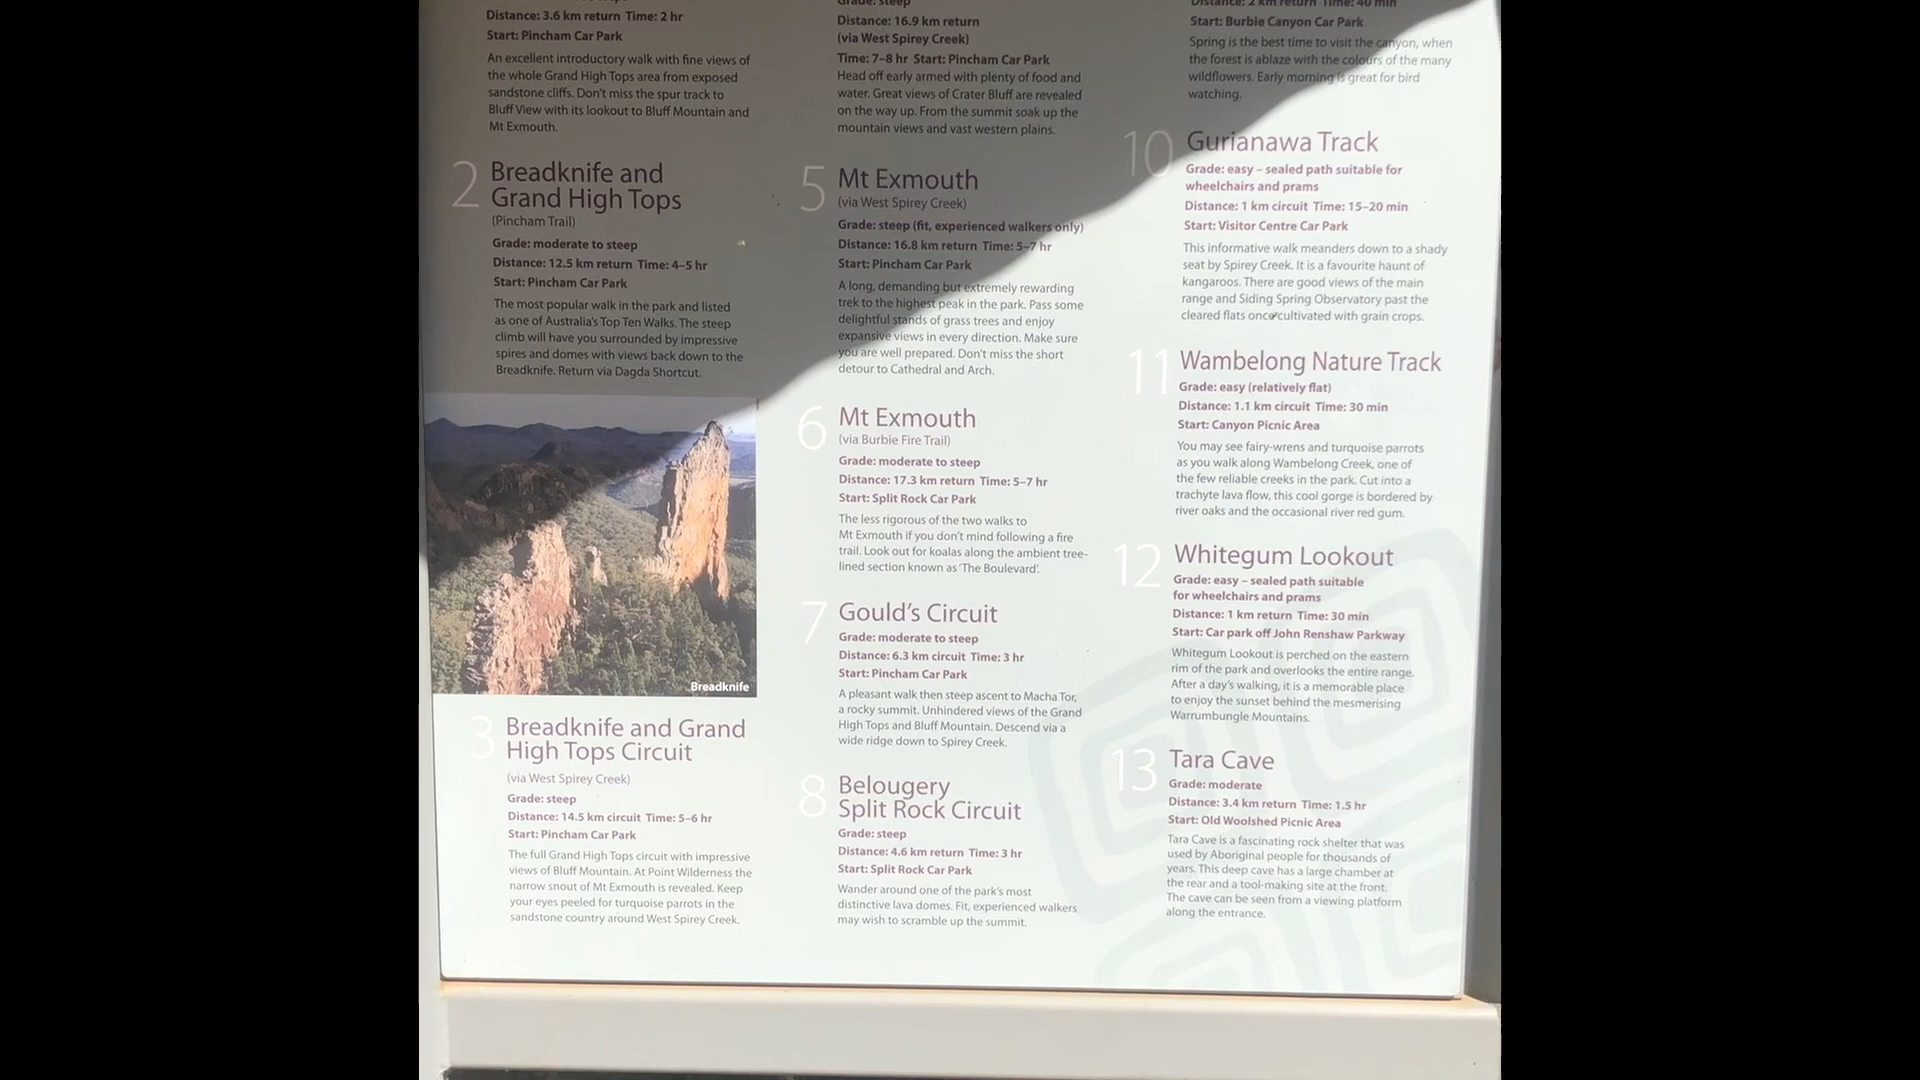 Distance: 3.6 km return Time: 2 hr
Start: Pincham Car Park
An excellent introductory walk with fine views of
the whole Grand High Tops area from exposed
sandstone cliffs. Don't miss the spur track to
Bluff View with its lookout to Bluff Mountain and
Mt Exmouth.
2 Breadknife and
Grand High Tops
(Pincham Trail)
Grade: moderate to steep
Distance: 12.5 km return Time: 4–5 hr
Start: Pincham Car Park
The most popular walk in the park and listed
as one of Australia's Top Ten Walks. The steep
climb will have you surrounded by impressive
spires and domes with views back down to the
Breadknife. Return via Dagda Shortcut.
Breadknife
3 Breadknife and Grand
High Tops Circuit
(via West Spirey Creek)
Grade: steep
Distance: 14.5 km circuit Time: 5–6 hr
Start: Pincham Car Park
The full Grand High Tops circuit with impressive
views of Bluff Mountain. At Point Wilderness the
narrow snout of Mt Exmouth is revealed. Keep
your eyes peeled for turquoise parrots in the
sandstone country around West Spirey Creek.
Grade: steep
Distance: 16.9 km return
(via West Spirey Creek)
Time: 7–8 hr Start: Pincham Car Park
Head off early armed with plenty of food and
water. Great views of Crater Bluff are revealed
on the way up. From the summit soak up the
mountain views and vast western plains.
5 Mt Exmouth
(via West Spirey Creek)
Grade: steep (fit, experienced walkers only)
Distance: 16.8 km return Time: 5–7 hr
Start: Pincham Car Park
A long, demanding but extremely rewarding
trek to the highest peak in the park. Pass some
delightful stands of grass trees and enjoy
expansive views in every direction. Make sure
you are well prepared. Don't miss the short
detour to Cathedral and Arch.
6 Mt Exmouth
(via Burbie Fire Trail)
Grade: moderate to steep
Distance: 17.3 km return Time: 5–7 hr
Start: Split Rock Car Park
The less rigorous of the two walks to
Mt Exmouth if you don't mind following a fire
trail. Look out for koalas along the ambient tree-
lined section known as 'The Boulevard'.
7 Gould's Circuit
Grade: moderate to steep
Distance: 6.3 km circuit Time: 3 hr
Start: Pincham Car Park
A pleasant walk then steep ascent to Macha Tor,
a rocky summit. Unhindered views of the Grand
High Tops and Bluff Mountain. Descend via a
wide ridge down to Spirey Creek.
8 Belougery
Split Rock Circuit
Grade: steep
Distance: 4.6 km return Time: 3 hr
Start: Split Rock Car Park
Wander around one of the park's most
distinctive lava domes. Fit, experienced walkers
may wish to scramble up the summit.
Distance: 2 km return Time: 40 min
Start: Burbie Canyon Car Park
Spring is the best time to visit the canyon, when
the forest is ablaze with the colours of the many
wildflowers. Early morning is great for bird
watching.
10 Gurianawa Track
Grade: easy – sealed path suitable for
wheelchairs and prams
Distance: 1 km circuit Time: 15–20 min
Start: Visitor Centre Car Park
This informative walk meanders down to a shady
seat by Spirey Creek. It is a favourite haunt of
kangaroos. There are good views of the main
range and Siding Spring Observatory past the
cleared flats once cultivated with grain crops.
11 Wambelong Nature Track
Grade: easy (relatively flat)
Distance: 1.1 km circuit Time: 30 min
Start: Canyon Picnic Area
You may see fairy-wrens and turquoise parrots
as you walk along Wambelong Creek, one of
the few reliable creeks in the park. Cut into a
trachyte lava flow, this cool gorge is bordered by
river oaks and the occasional river red gum.
12 Whitegum Lookout
Grade: easy – sealed path suitable
for wheelchairs and prams
Distance: 1 km return Time: 30 min
Start: Car park off John Renshaw Parkway
Whitegum Lookout is perched on the eastern
rim of the park and overlooks the entire range.
After a day's walking, it is a memorable place
to enjoy the sunset behind the mesmerising
Warrumbungle Mountains.
13 Tara Cave
Grade: moderate
Distance: 3.4 km return Time: 1.5 hr
Start: Old Woolshed Picnic Area
Tara Cave is a fascinating rock shelter that was
used by Aboriginal people for thousands of
years. This deep cave has a large chamber at
the rear and a tool-making site at the front.
The cave can be seen from a viewing platform
along the entrance.